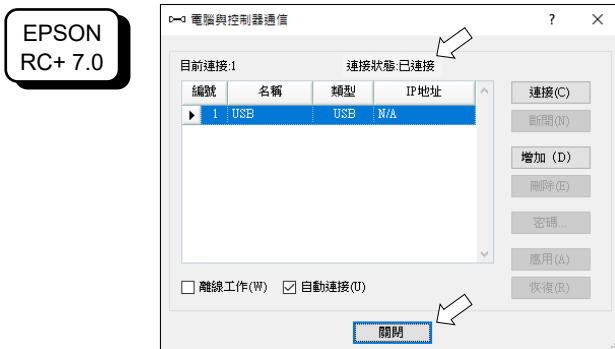 EPSON
RC+ 7.0
電腦與控制器通信
? ×
目前連接:1 連接狀態:已連接
編號 名稱 類型 IP地址
1 USB USB N/A
連接(C)
斷開(N)
增加 (D)
刪除(E)
密碼...
應用(A)
恢復(R)
離線工作(W) 自動連接(U)
關閉